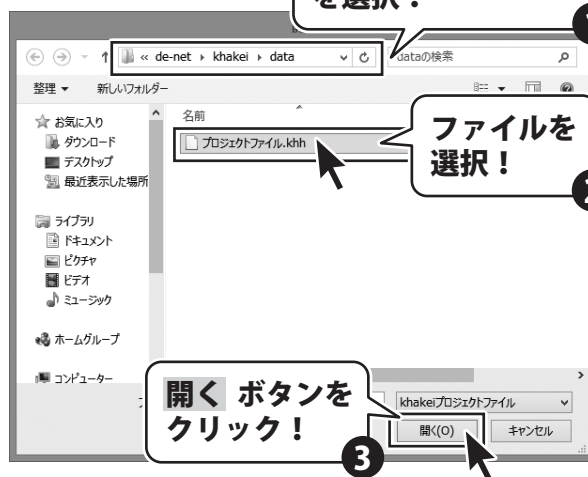 を選択！
« de-net › khakei › data
dataの検索
整理 ▼ 新しいフォルダー
お気に入り
ダウンロード
デスクトップ
最近表示した場所
ライブラリ
ドキュメント
ピクチャ
ビデオ
ミュージック
ホームグループ
コンピューター
名前
プロジェクトファイル.khh
ファイルを
選択！
開く ボタンを
クリック！
❸
khakeiプロジェクトファイル
開く(O)
キャンセル